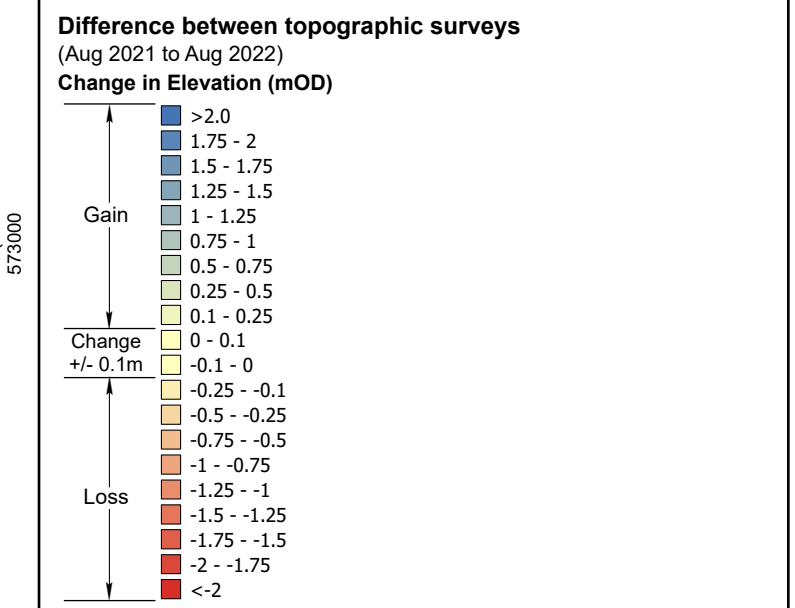 Difference between topographic surveys
(Aug 2021 to Aug 2022)
Change in Elevation (mOD)
>2.0
1.75 - 2
1.5 - 1.75
1.25 - 1.5
Gain
1 - 1.25
0.75 - 1
0.5 - 0.75
0.25 - 0.5
0.1 - 0.25
Change
+/- 0.1m
0 - 0.1
-0.1 - 0
-0.25 - -0.1
-0.5 - -0.25
-0.75 - -0.5
-1 - -0.75
-1.25 - -1
Loss
-1.5 - -1.25
-1.75 - -1.5
-2 - -1.75
<-2
573000